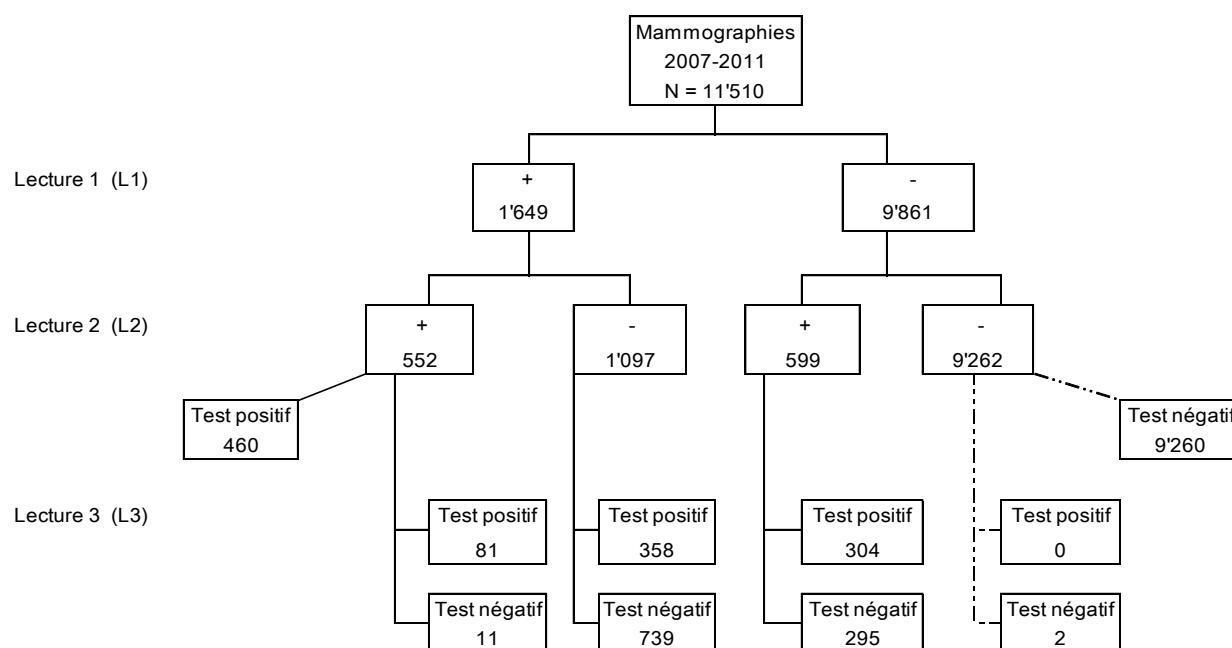 Mammographies
2007-2011
N = 11'510
Lecture 1 (L1)
+
1'649
-
9'861
Lecture 2 (L2)
+
552
-
1'097
+
599
-
9'262
Test positif
460
Test négatif
9'260
Lecture 3 (L3)
Test positif
81
Test positif
358
Test positif
304
Test positif
0
Test négatif
11
Test négatif
739
Test négatif
295
Test négatif
2